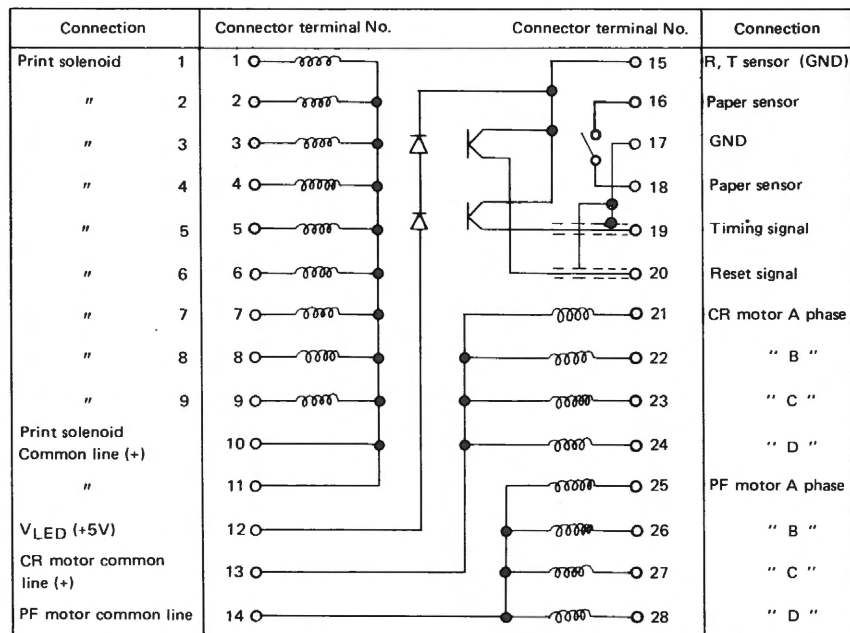 Connection Connector terminal No. Connector terminal No. Connection
Print solenoid 1 1 15 R, T sensor (GND)
" 2 2 16 Paper sensor
" 3 3 17 GND
" 4 4 18 Paper sensor
" 5 5 19 Timing signal
" 6 6 20 Reset signal
" 7 7 21 CR motor A phase
" 8 8 22 " B "
" 9 9 23 " C "
Print solenoid
Common line (+) 10 24 " D "
" 11 25 PF motor A phase
VLED (+5V) 12 26 " B "
CR motor common
line (+) 13 27 " C "
PF motor common line 14 28 " D "